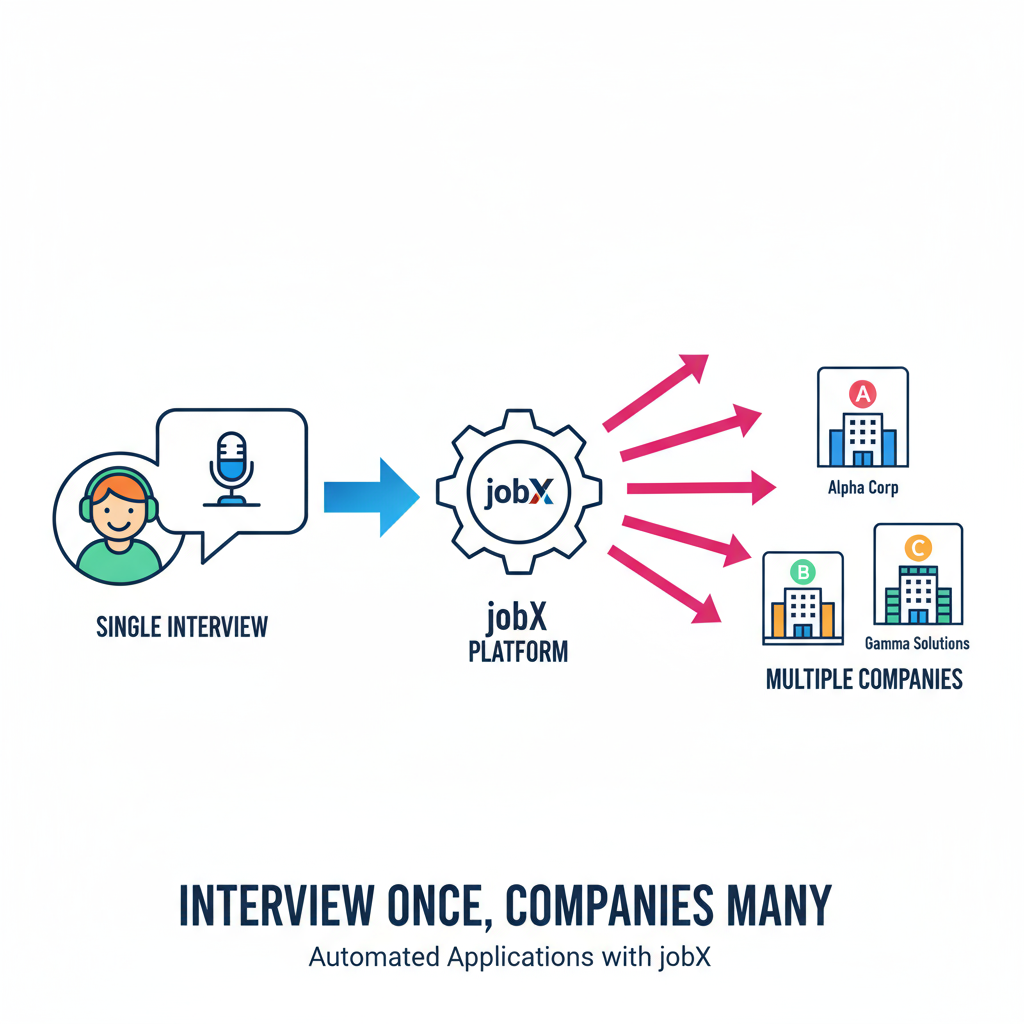 SINGLE INTERVIEW
jobX
jobX
PLATFORM
A
Alpha Corp
B
C
Gamma Solutions
MULTIPLE COMPANIES
INTERVIEW ONCE, COMPANIES MANY
Automated Applications with jobX